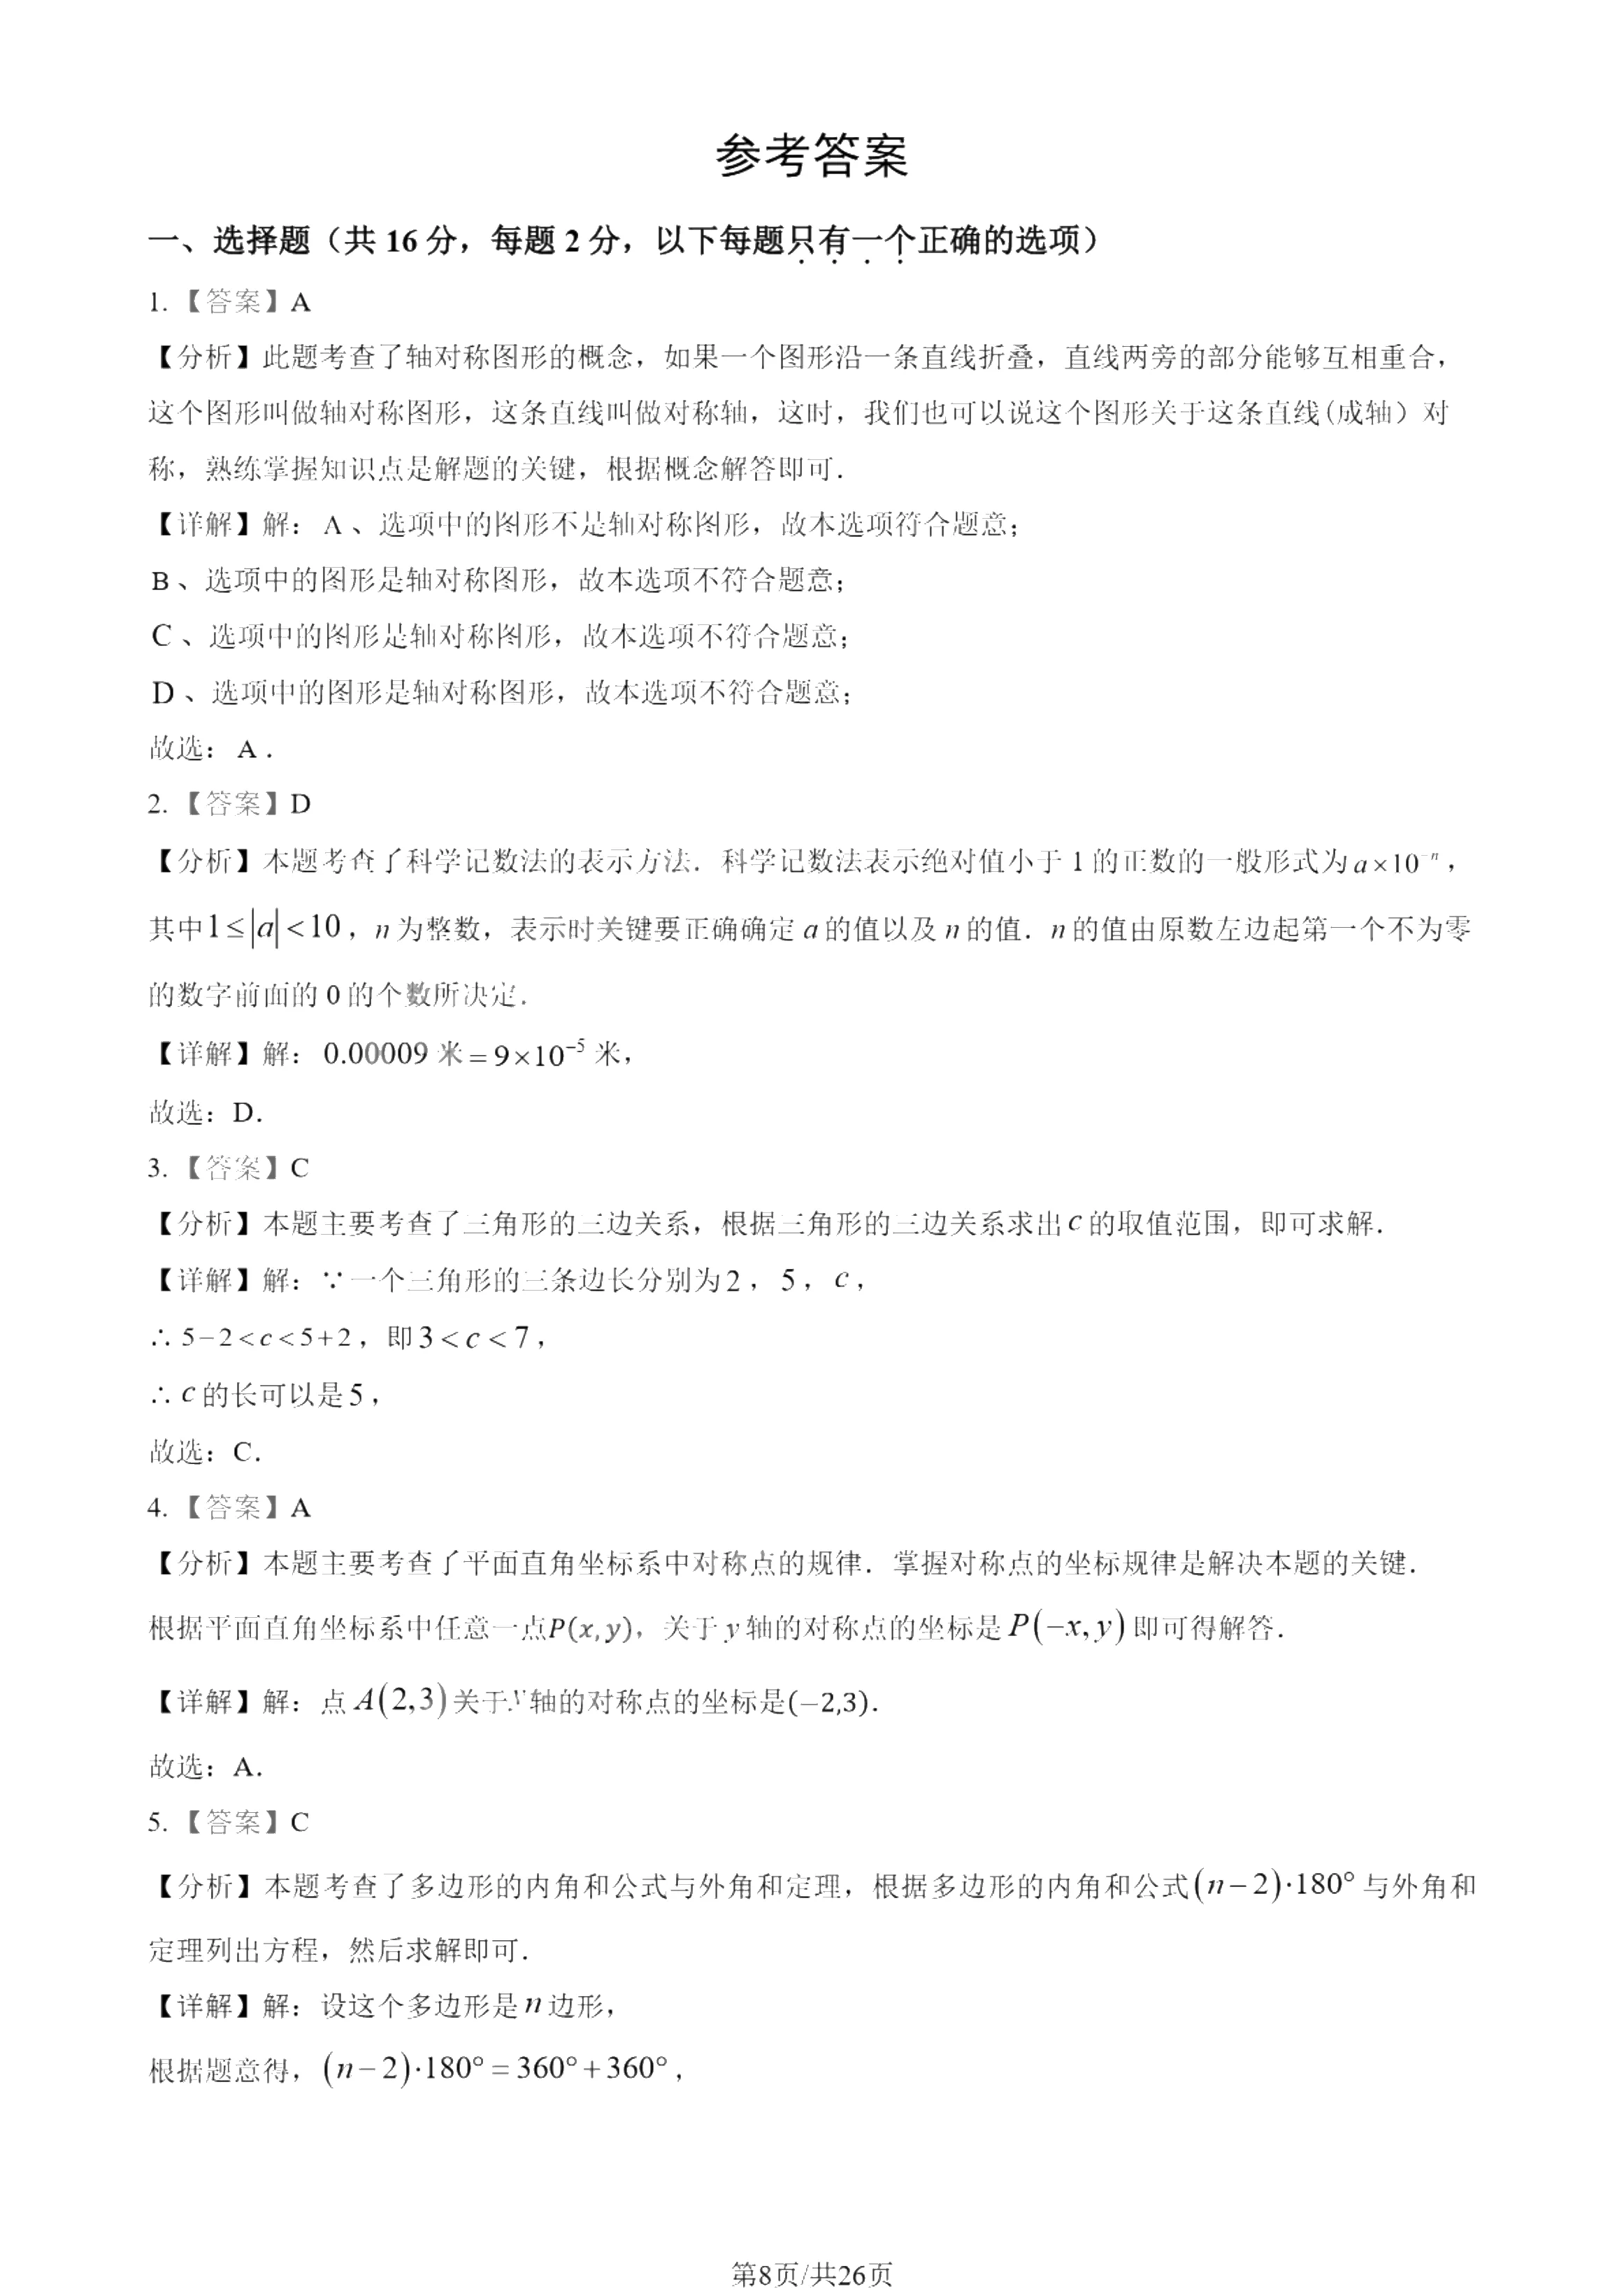 参考答案
一、选择题（共 16 分，每题 2 分，以下每题只有一个正确的选项）
1. 【答案】A
【分析】此题考查了轴对称图形的概念，如果一个图形沿一条直线折叠，直线两旁的部分能够互相重合，
这个图形叫做轴对称图形，这条直线叫做对称轴，这时，我们也可以说这个图形关于这条直线(成轴）对
称，熟练掌握知识点是解题的关键，根据概念解答即可．
【详解】解：A 、选项中的图形不是轴对称图形，故本选项符合题意；
B 、选项中的图形是轴对称图形，故本选项不符合题意；
C 、选项中的图形是轴对称图形，故本选项不符合题意；
D 、选项中的图形是轴对称图形，故本选项不符合题意；
故选：A．
2. 【答案】D
【分析】本题考查了科学记数法的表示方法．科学记数法表示绝对值小于 1 的正数的一般形式为 a×10⁻ⁿ，
其中1≤|a|<10，n 为整数，表示时关键要正确确定 a 的值以及 n 的值．n 的值由原数左边起第一个不为零
的数字前面的 0 的个数所决定．
【详解】解：0.00009 米=9×10⁻⁵ 米，
故选：D．
3. 【答案】C
【分析】本题主要考查了三角形的三边关系，根据三角形的三边关系求出 c 的取值范围，即可求解．
【详解】解：∵一个三角形的三条边长分别为2，5，c，
∴ 5−2<c<5+2，即3<c<7，
∴ c 的长可以是5，
故选：C．
4. 【答案】A
【分析】本题主要考查了平面直角坐标系中对称点的规律．掌握对称点的坐标规律是解决本题的关键．
根据平面直角坐标系中任意一点P(x,y)，关于 y 轴的对称点的坐标是 P(−x,y) 即可得解答．
【详解】解：点 A(2,3) 关于 y 轴的对称点的坐标是(−2,3)．
故选：A．
5. 【答案】C
【分析】本题考查了多边形的内角和公式与外角和定理，根据多边形的内角和公式(n−2)·180° 与外角和
定理列出方程，然后求解即可．
【详解】解：设这个多边形是 n 边形，
根据题意得，(n−2)·180°=360°+360°，
第8页/共26页